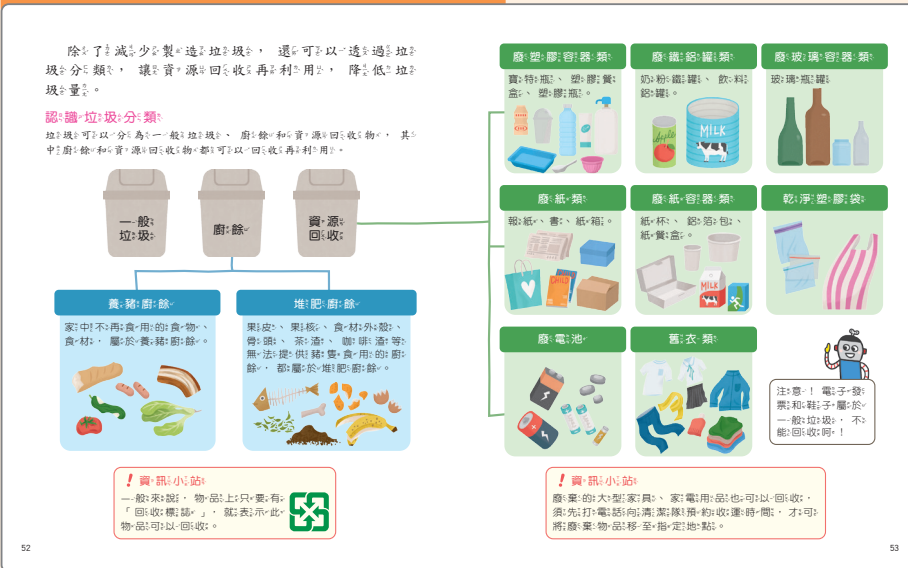 除了減少製造垃圾，還可以透過垃
圾分類，讓資源回收再利用，降低垃
圾量。
認識垃圾分類
垃圾可以分為一般垃圾、廚餘和資源回收物，其
中廚餘和資源回收物都可以回收再利用。
一般
垃圾
廚餘
資源
回收
養豬廚餘
家中不再食用的食物、
食材，屬於養豬廚餘。
堆肥廚餘
果皮、果核、食材外殼、
骨頭、茶渣、咖啡渣等
無法提供豬隻食用的廚
餘，都屬於堆肥廚餘。
！資訊小站
一般來說，物品上只要有
「回收標誌」，就表示此
物品可以回收。
52
廢塑膠容器類
寶特瓶、塑膠餐
盒、塑膠瓶。
廢鐵鋁罐類
奶粉鐵罐、飲料
鋁罐。
apple
MILK
廢玻璃容器類
玻璃瓶罐
廢紙類
報紙、書、紙箱。
CHILD
廢紙容器類
紙杯、鋁箔包、
紙餐盒。
MILK
乾淨塑膠袋
廢電池
舊衣類
注意！電子發
票和鞋子屬於
一般垃圾，不
能回收呵！
！資訊小站
廢棄的大型家具、家電用品也可以回收，
須先打電話向清潔隊預約收運時間，才可
將廢棄物品移至指定地點。
53